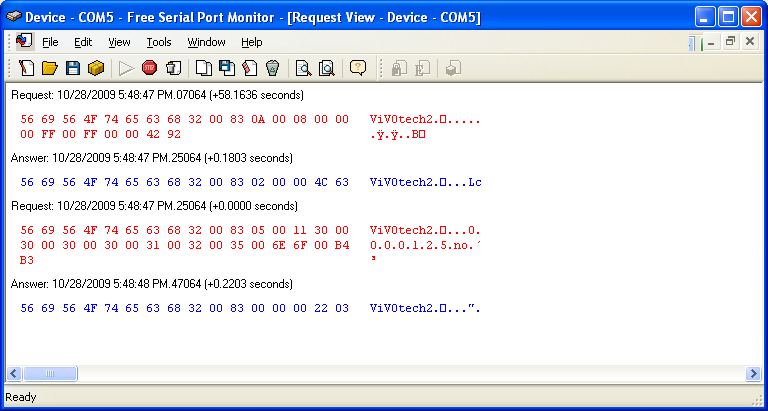 Device - COM5 - Free Serial Port Monitor - [Request View - Device - COM5]
File Edit View Tools Window Help
Request: 10/28/2009 5:48:47 PM.07064 (+58.1636 seconds)
56 69 56 4F 74 65 63 68 32 00 83 0A 00 08 00 00 ViVOtech2.□.....
00 FF 00 FF 00 00 42 92 .ÿ.ÿ..B□
Answer: 10/28/2009 5:48:47 PM.25064 (+0.1803 seconds)
56 69 56 4F 74 65 63 68 32 00 83 02 00 00 4C 63 ViVOtech2.□...Lc
Request: 10/28/2009 5:48:47 PM.25064 (+0.0000 seconds)
56 69 56 4F 74 65 63 68 32 00 83 05 00 11 30 00 ViVOtech2.□...0.
30 00 30 00 30 00 31 00 32 00 35 00 6E 6F 00 B4 0.0.0.1.2.5.no.´
B3 ³
Answer: 10/28/2009 5:48:48 PM.47064 (+0.2203 seconds)
56 69 56 4F 74 65 63 68 32 00 83 00 00 00 22 03 ViVOtech2.□...".
Ready